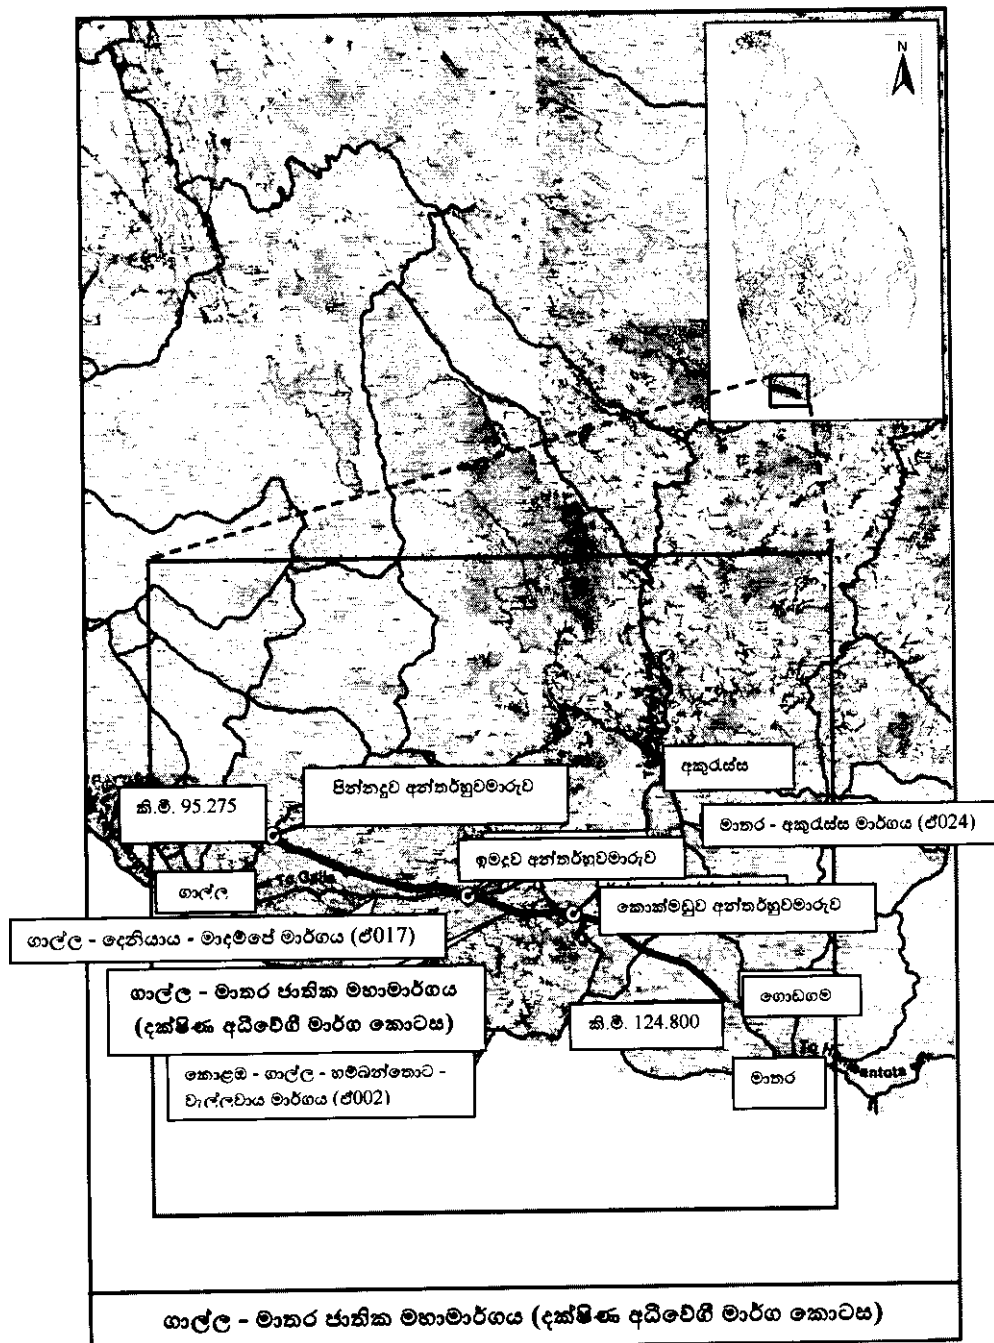 N
පින්නදූව අන්තර්හුවමාරුව
අකුරැස්ස
කි.මී. 95.275
මාතර - අකුරැස්ස මාර්ගය (ඒ024)
ඉමදූව අන්තර්හුවමාරුව
To Galle
ගාල්ල
කොක්මඩුව අන්තර්හුවමාරුව
ගාල්ල - දෙනියාය - මාදම්පේ මාර්ගය (ඒ017)
ගාල්ල - මාතර ජාතික මහාමාර්ගය
(දක්ෂිණ අධිවේගී මාර්ග කොටස)
ගොඩගම
කි.මී. 124.800
කොළඹ - ගාල්ල - හම්බන්තොට -
වැල්ලවාය මාර්ගය (ඒ002)
මාතර
ගාල්ල - මාතර ජාතික මහාමාර්ගය (දක්ෂිණ අධිවේගී මාර්ග කොටස)